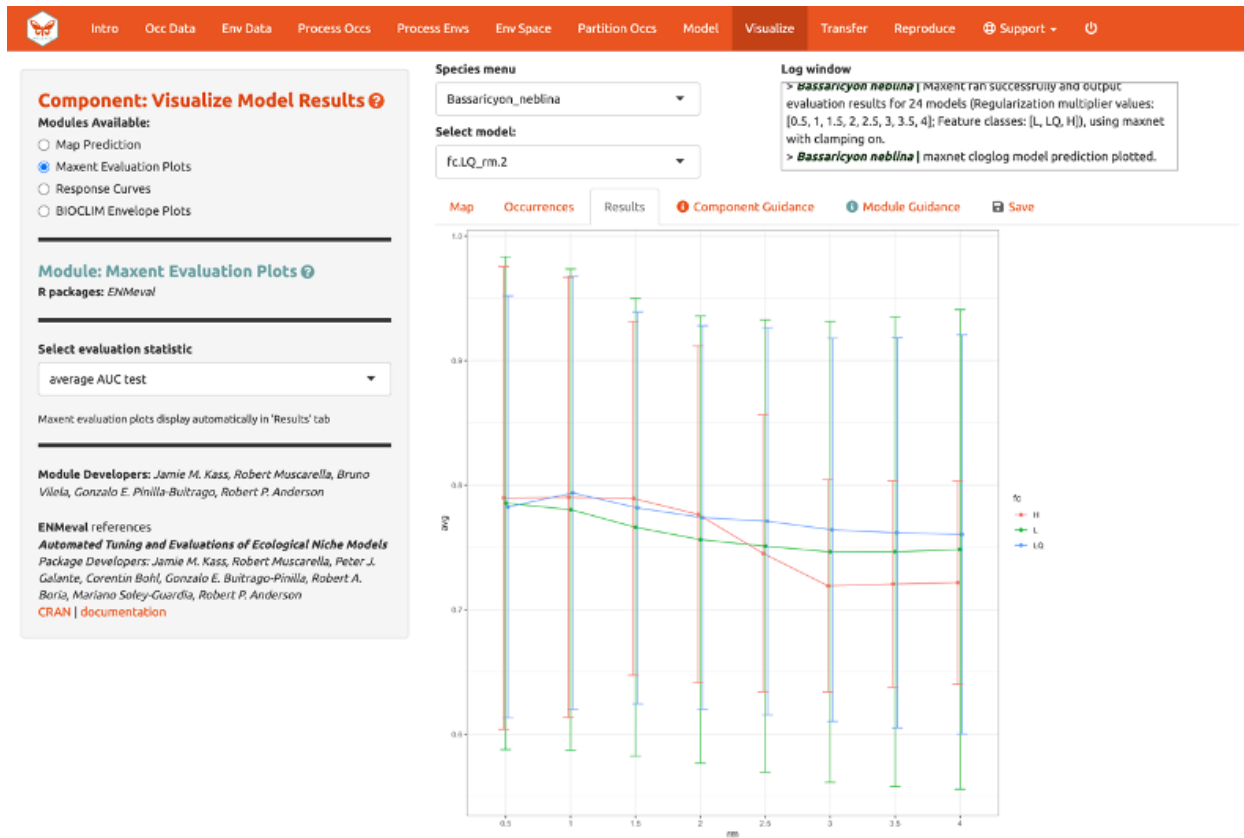 Intro Occ Data Env Data Process Occs Process Envs Env Space Partition Occs Model Visualize Transfer Reproduce Support
Component: Visualize Model Results
Modules Available:
Map Prediction
Maxent Evaluation Plots
Response Curves
BIOCLIM Envelope Plots
Module: Maxent Evaluation Plots
R packages: ENMeval
Select evaluation statistic
average AUC test
Maxent evaluation plots display automatically in 'Results' tab
Module Developers: Jamie M. Kass, Robert Muscarella, Bruno
Vilela, Gonzalo E. Pinilla-Buitrago, Robert P. Anderson
ENMeval references
Automated Tuning and Evaluations of Ecological Niche Models
Package Developers: Jamie M. Kass, Robert Muscarella, Peter J.
Galante, Corentin Bohl, Gonzalo E. Buitrago-Pinilla, Robert A.
Boria, Mariano Soley-Guardia, Robert P. Anderson
CRAN | documentation
Species menu
Bassaricyon_neblina
Select model:
fc.LQ_rm.2
Log window
> Bassaricyon neblina | Maxent ran successfully and output
evaluation results for 24 models (Regularization multiplier values:
[0.5, 1, 1.5, 2, 2.5, 3, 3.5, 4]; Feature classes: [L, LQ, H]), using maxnet
with clamping on.
> Bassaricyon neblina | maxnet cloglog model prediction plotted.
Map Occurrences Results Component Guidance Module Guidance Save
1.0
0.9
0.8
0.7
0.6
avg
0.5 1 1.5 2 2.5 3 3.5 4
rm
fc
H
L
LQ